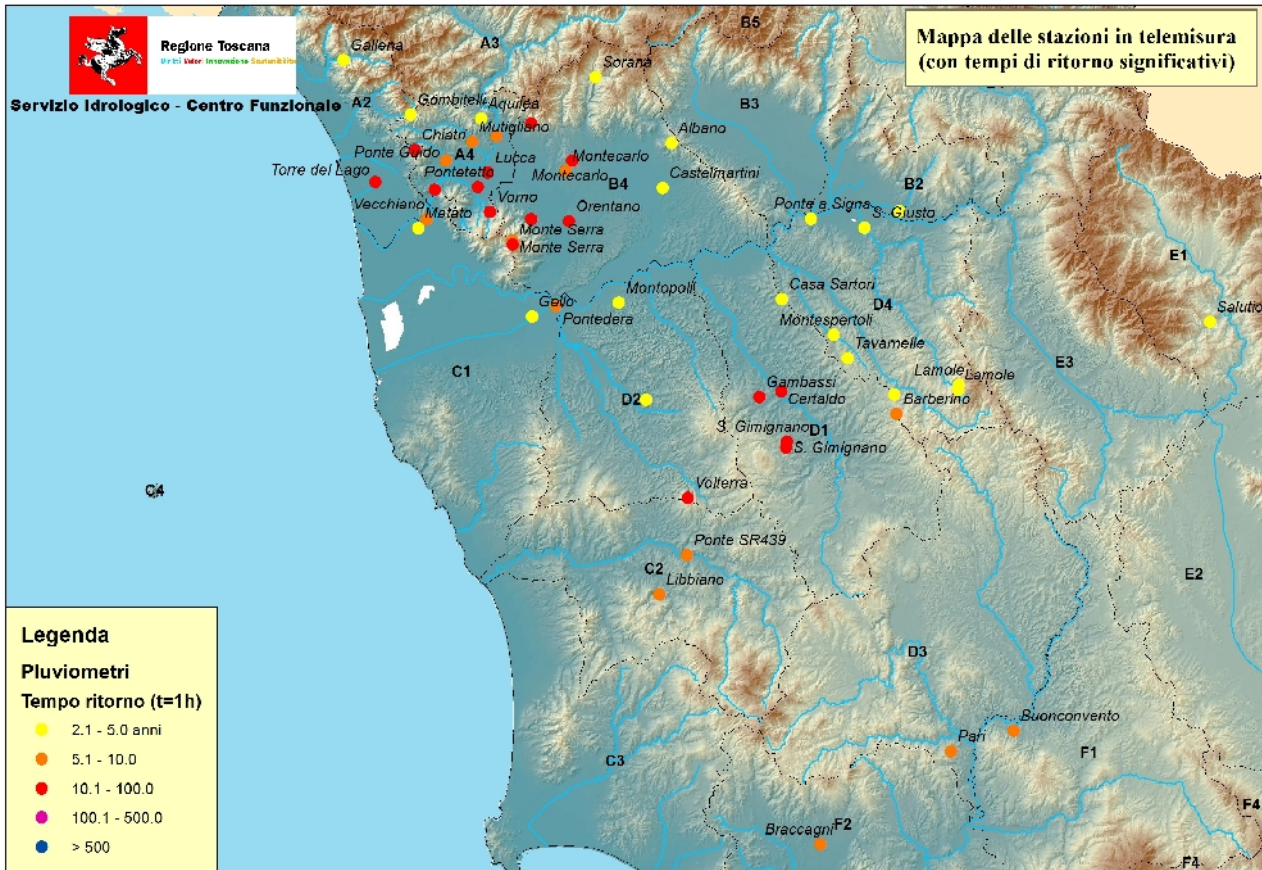 Regione Toscana
Diritti Valori Innovazione Sostenibilità
Servizio Idrologico - Centro Funzionale
Mappa delle stazioni in telemisura
(con tempi di ritorno significativi)
B5
A3
Gallena
Sorana
A2
B3
Gombitelli
Aquilea
Chiatri
Mutigliano
Albano
Ponte Guido
A4
Lucca
Montecarlo
Torre del Lago
Pontetetto
Montecarlo
B4
Castelmartini
B2
Vecchiano
Vorno
Orentano
Ponte a Signa
S. Giusto
Metato
Monte Serra
Monte Serra
E1
Casa Sartori
Gello
Montopoli
D4
Salutio
Pontedera
Montespertoli
Tavarnelle
C1
E3
Lamole
Lamole
Gambassi
Certaldo
Barberino
D2
S. Gimignano
D1
S. Gimignano
C4
Volterra
Ponte SR439
C2
Libbiano
E2
D3
Buonconvento
Pari
C3
F1
F4
Braccagni
F2
F4
Legenda
Pluviometri
Tempo ritorno (t=1h)
2.1 - 5.0 anni
5.1 - 10.0
10.1 - 100.0
100.1 - 500.0
> 500